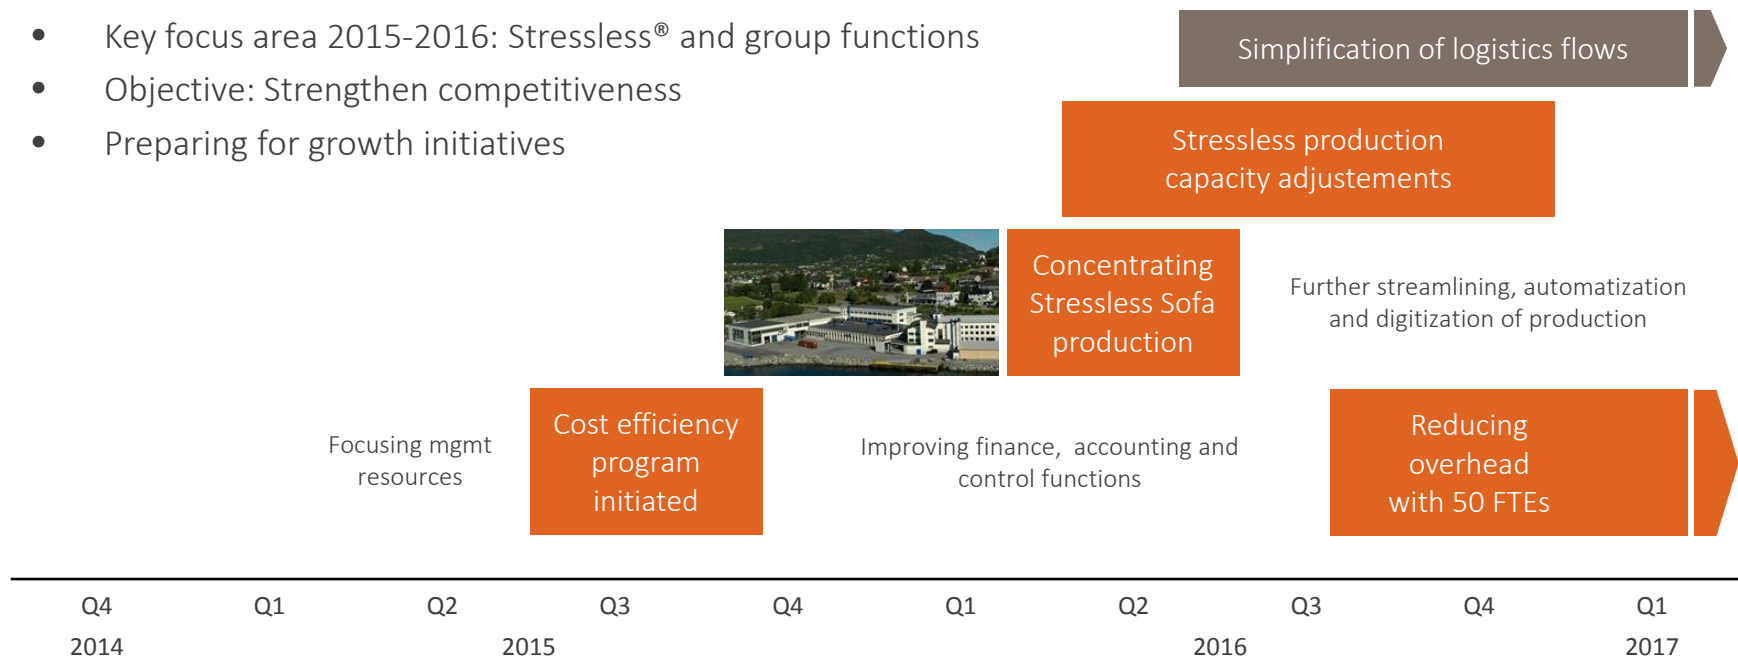 • Key focus area 2015-2016: Stressless® and group functions
• Objective: Strengthen competitiveness
• Preparing for growth initiatives
Simplification of logistics flows
Stressless production
capacity adjustements
Concentrating
Stressless Sofa
production
Further streamlining, automatization
and digitization of production
Focusing mgmt
resources
Cost efficiency
program
initiated
Improving finance, accounting and
control functions
Reducing
overhead
with 50 FTEs
Q4 Q1 Q2 Q3 Q4 Q1 Q2 Q3 Q4 Q1
2014 2015 2016 2017